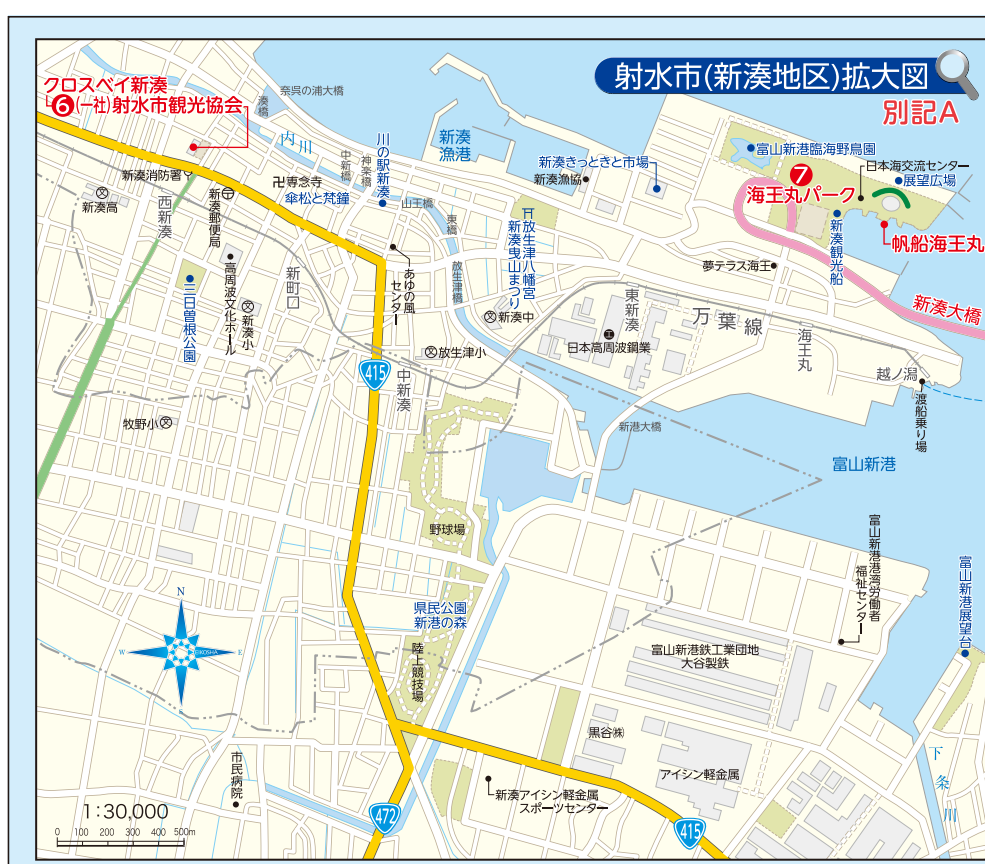 射水市(新湊地区)拡大図
別記A
クロスベイ新湊
6 (一社)射水市観光協会
奈呉の浦大橋
湊橋
内川
中新橋
神楽橋
川の駅新湊
新湊漁港
新湊きっときと市場
新湊漁協
富山新港臨海野鳥園
日本海交流センター
展望広場
7
海王丸パーク
帆船海王丸
新湊観光船
新湊大橋
新湊消防署
新湊高
西新湊
新湊郵便局
卍専念寺
傘松と梵鐘
山王橋
東橋
放生津橋
放生津八幡宮
新湊曳山まつり
夢テラス海王
三日曽根公園
高周波文化ホール
新湊小
新町口
あゆの風センター
新湊中
放生津小
東新湊
日本高周波鋼業
万葉線
海王丸
越ノ潟
渡船乗り場
415
中新湊
牧野小
新港大橋
富山新港
野球場
富山新港港湾労働者
福祉センター
富山新港展望台
県民公園
新港の森
陸上競技場
富山新港鉄工業団地
大谷製鉄
N
W
E
S
EIKOSHA
黒谷㈱
アイシン軽金属
新湊アイシン軽金属
スポーツセンター
市民病院
下条川
472
415
1:30,000
0 100 200 300 400 500m